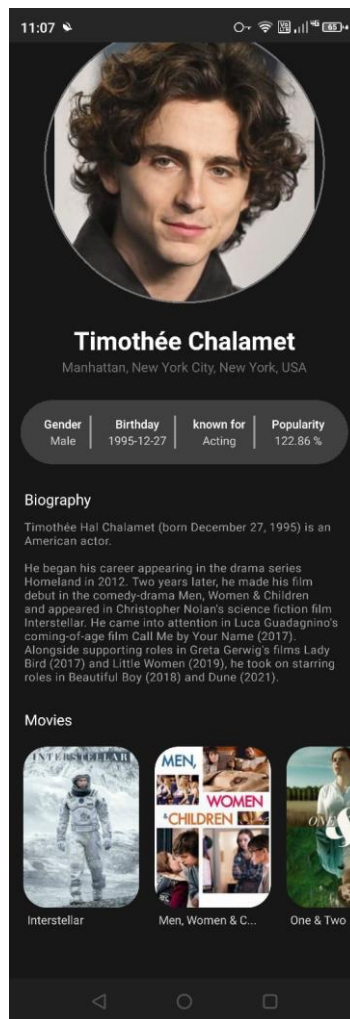 11:07
Vo LTE 4G 65
Timothée Chalamet
Manhattan, New York City, New York, USA
Gender Birthday known for Popularity
Male 1995-12-27 Acting 122.86 %
Biography
Timothée Hal Chalamet (born December 27, 1995) is an
American actor.
He began his career appearing in the drama series
Homeland in 2012. Two years later, he made his film
debut in the comedy-drama Men, Women & Children
and appeared in Christopher Nolan's science fiction film
Interstellar. He came into attention in Luca Guadagnino's
coming-of-age film Call Me by Your Name (2017).
Alongside supporting roles in Greta Gerwig's films Lady
Bird (2017) and Little Women (2019), he took on starring
roles in Beautiful Boy (2018) and Dune (2021).
Movies
INTERSTELLAR
MEN,
WOMEN
&CHILDREN
ONE &
Interstellar Men, Women & C... One & Two